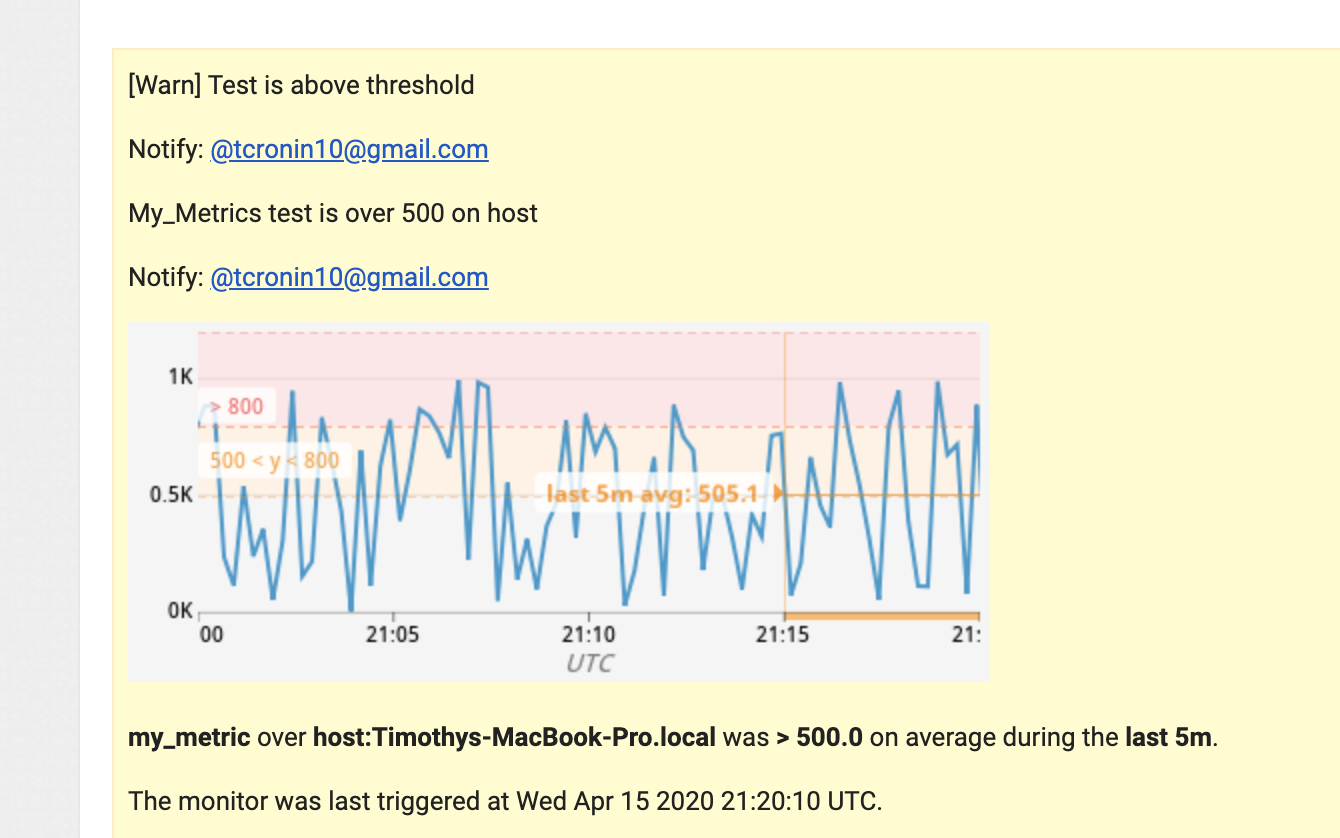 [Warn] Test is above threshold
Notify: @tcronin10@gmail.com
My_Metrics test is over 500 on host
Notify: @tcronin10@gmail.com
1K
> 800
500 < y < 800
0.5K
last 5m avg: 505.1
0K
00
21:05
21:10
21:15
21:
UTC
my_metric over host:Timothys-MacBook-Pro.local was > 500.0 on average during the last 5m.
The monitor was last triggered at Wed Apr 15 2020 21:20:10 UTC.